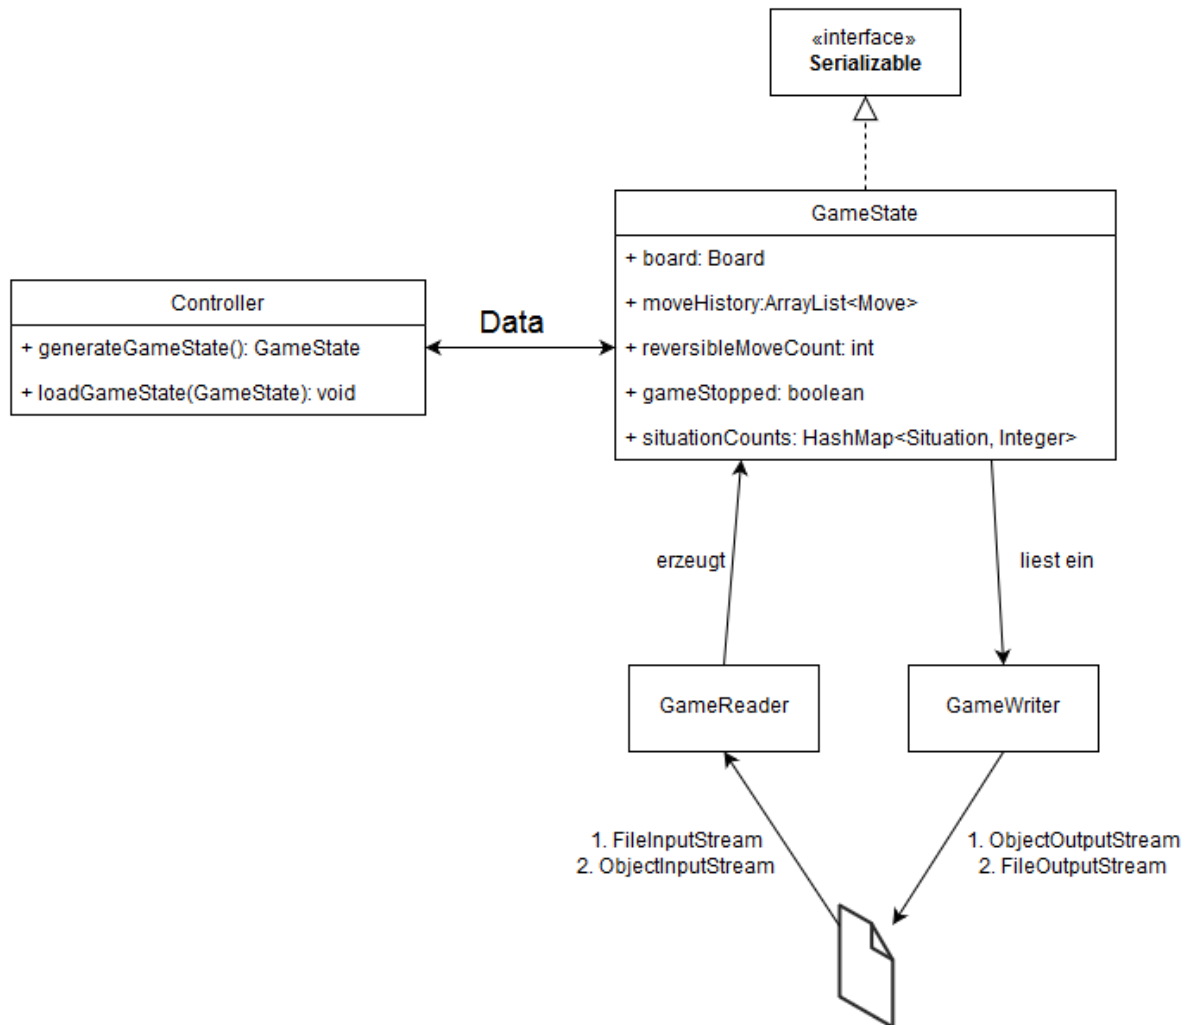 «interface»
Serializable
GameState
+ board: Board
+ moveHistory:ArrayList<Move>
+ reversibleMoveCount: int
+ gameStopped: boolean
+ situationCounts: HashMap<Situation, Integer>
Controller
+ generateGameState(): GameState
+ loadGameState(GameState): void
Data
erzeugt
liest ein
GameReader
GameWriter
1. FileInputStream
2. ObjectInputStream
1. ObjectOutputStream
2. FileOutputStream